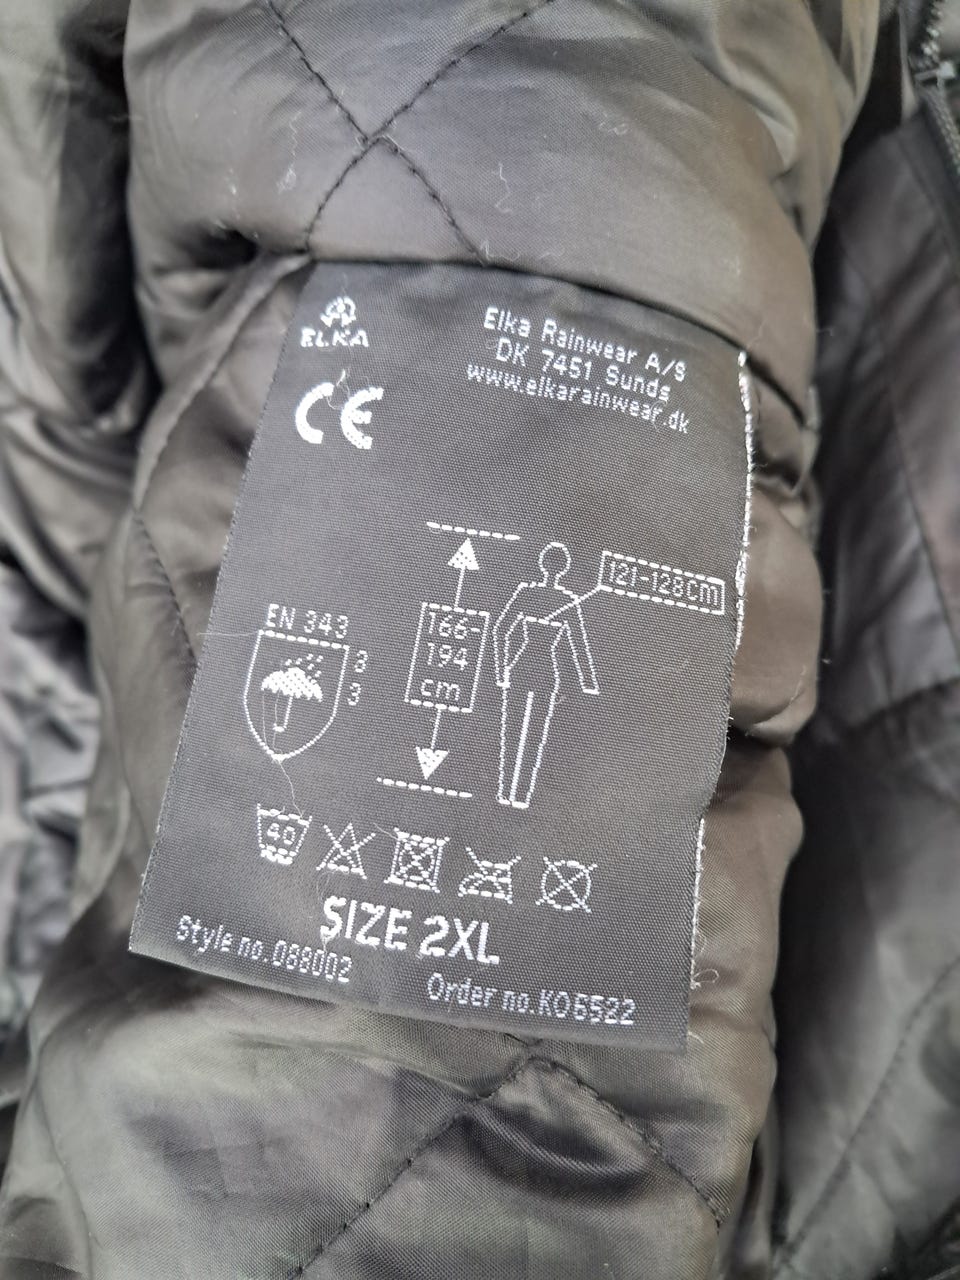 ELKA
Elka Rainwear A/S
DK 7451 Sunds
www.elkarainwear.dk
CE
121-128cm
166-
194
cm
EN 343
3
3
40
SIZE 2XL
Style no. 088002
Order no. KO6522